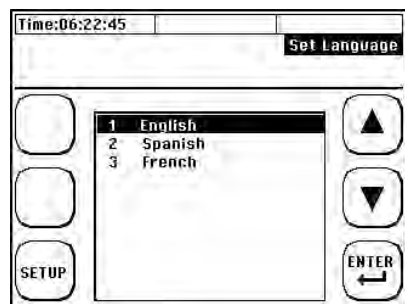 Time:06:22:45
Set Language
1 English
2 Spanish
3 French
SETUP
ENTER